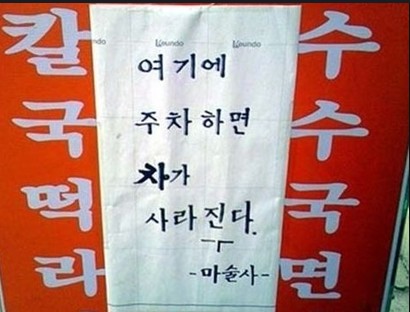 칼국떡라
여기에
주차하면
차가
사라진다.
-마술사-
수수국면